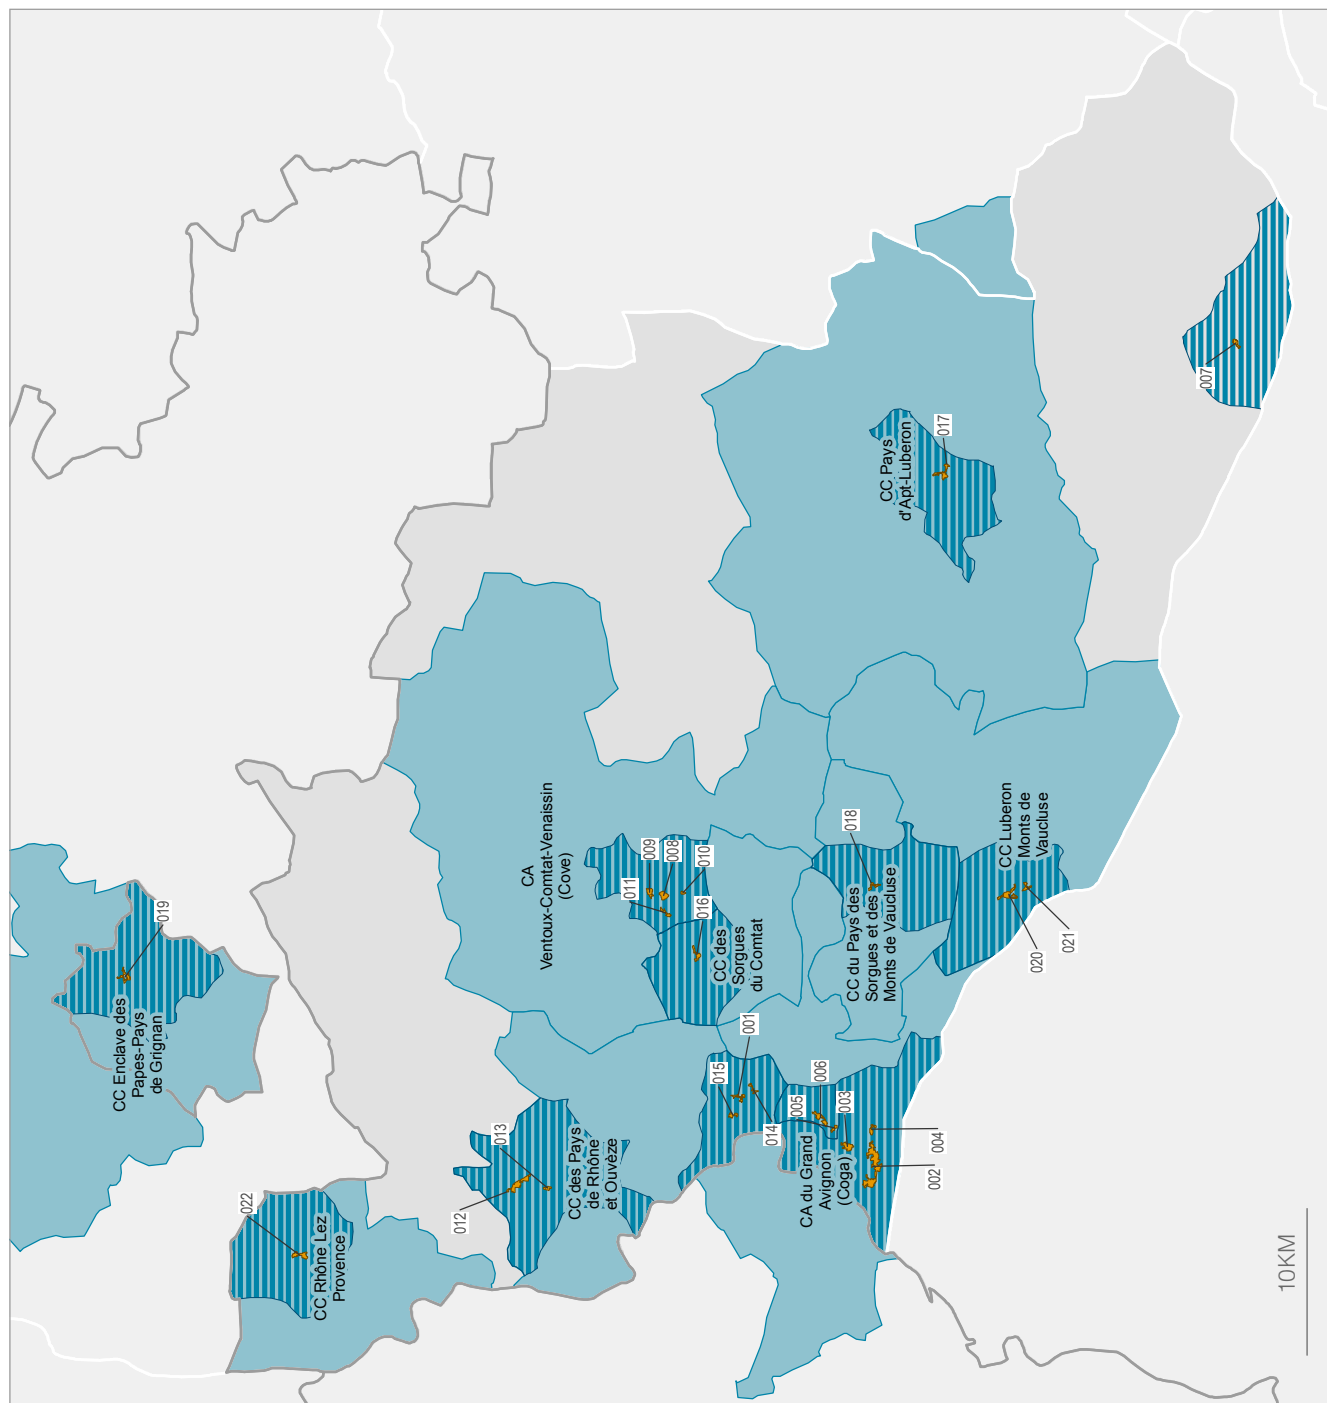 019
CC Enclave des
Papes-Pays
de Grignan
022
CC Rhône Lez
Provence
012
013
CC des Pays
de Rhône
et Ouvèze
CA
Ventoux-Comtat-Venaissin
(Cove)
011
009
008
010
016
CC des
Sorgues
du Comtat
015
001
014
005
006
003
CA du Grand
Avignon
(Coga)
002
004
018
CC du Pays des
Sorgues et des
Monts de Vaucluse
CC Luberon
Monts de
Vaucluse
020
021
CC Pays
d'Apt-Luberon
017
007
10KM